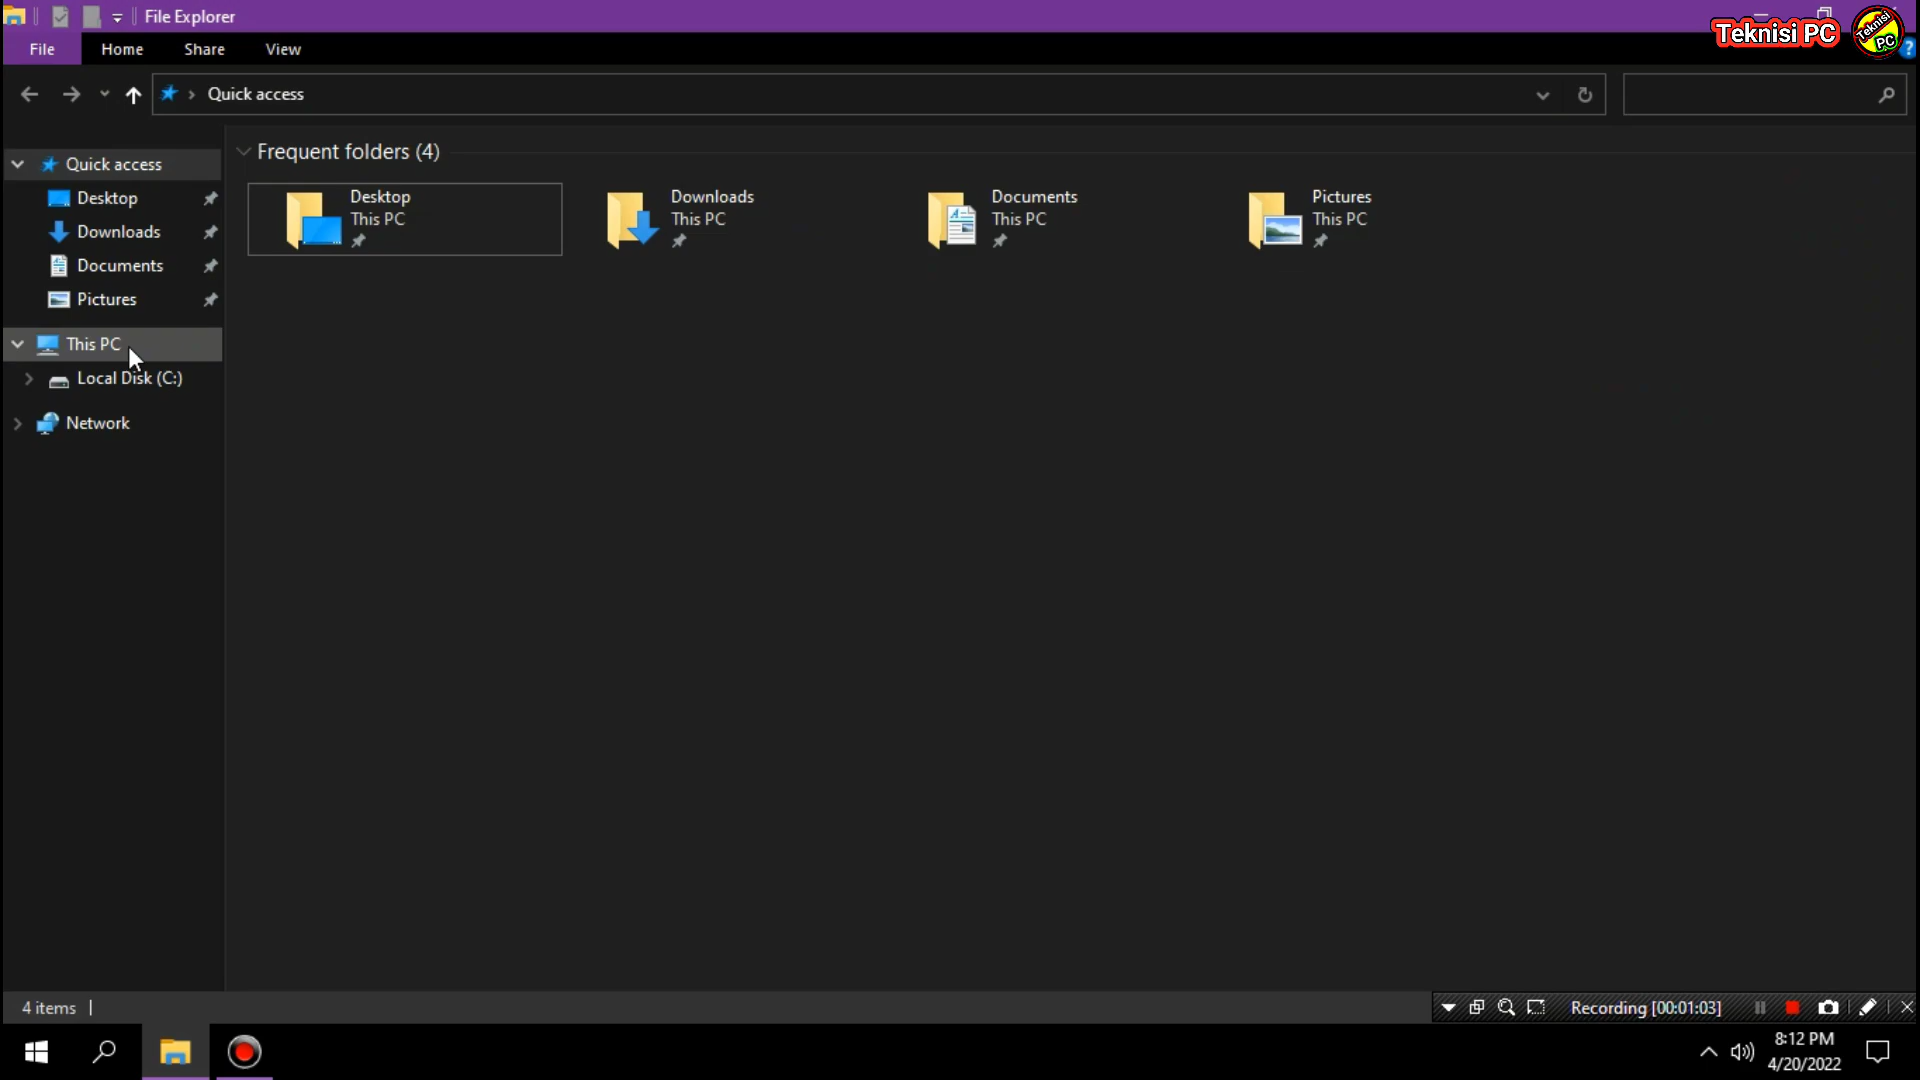 File Explorer
Teknisi PC
Teknisi
PC
File Home Share View
?
Quick access
Quick access
Desktop
Downloads
Documents
Pictures
This PC
Local Disk (C:)
Network
Frequent folders (4)
Desktop
This PC
Downloads
This PC
Documents
This PC
Pictures
This PC
4 items
Recording [00:01:03]
8:12 PM
4/20/2022